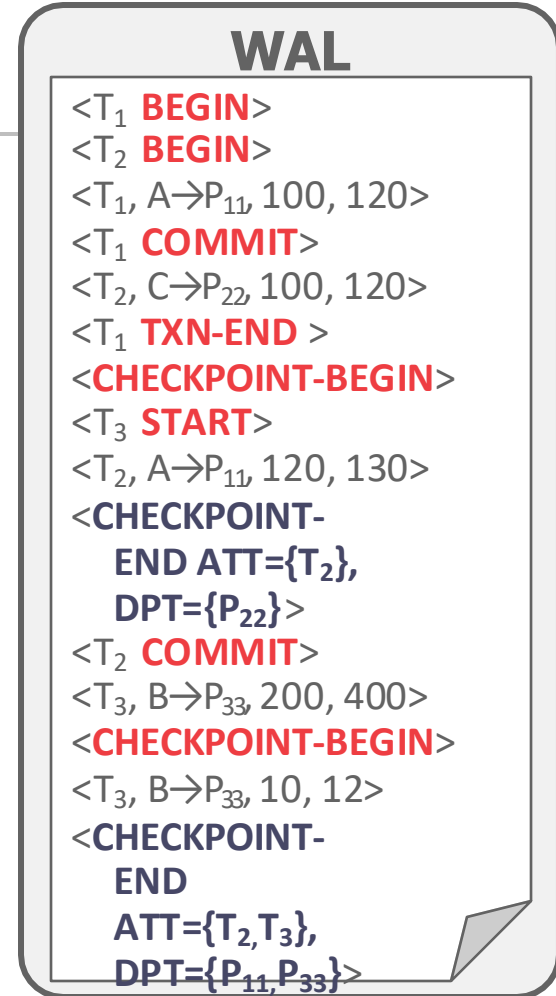 WAL
<T₁ BEGIN>
<T₂ BEGIN>
<T₁, A→P₁₁, 100, 120>
<T₁ COMMIT>
<T₂, C→P₂₂, 100, 120>
<T₁ TXN-END >
<CHECKPOINT-BEGIN>
<T₃ START>
<T₂, A→P₁₁, 120, 130>
<CHECKPOINT-
END ATT={T₂},
DPT={P₂₂}>
<T₂ COMMIT>
<T₃, B→P₃₃, 200, 400>
<CHECKPOINT-BEGIN>
<T₃, B→P₃₃, 10, 12>
<CHECKPOINT-
END
ATT={T₂,T₃},
DPT={P₁₁,P₃₃}>